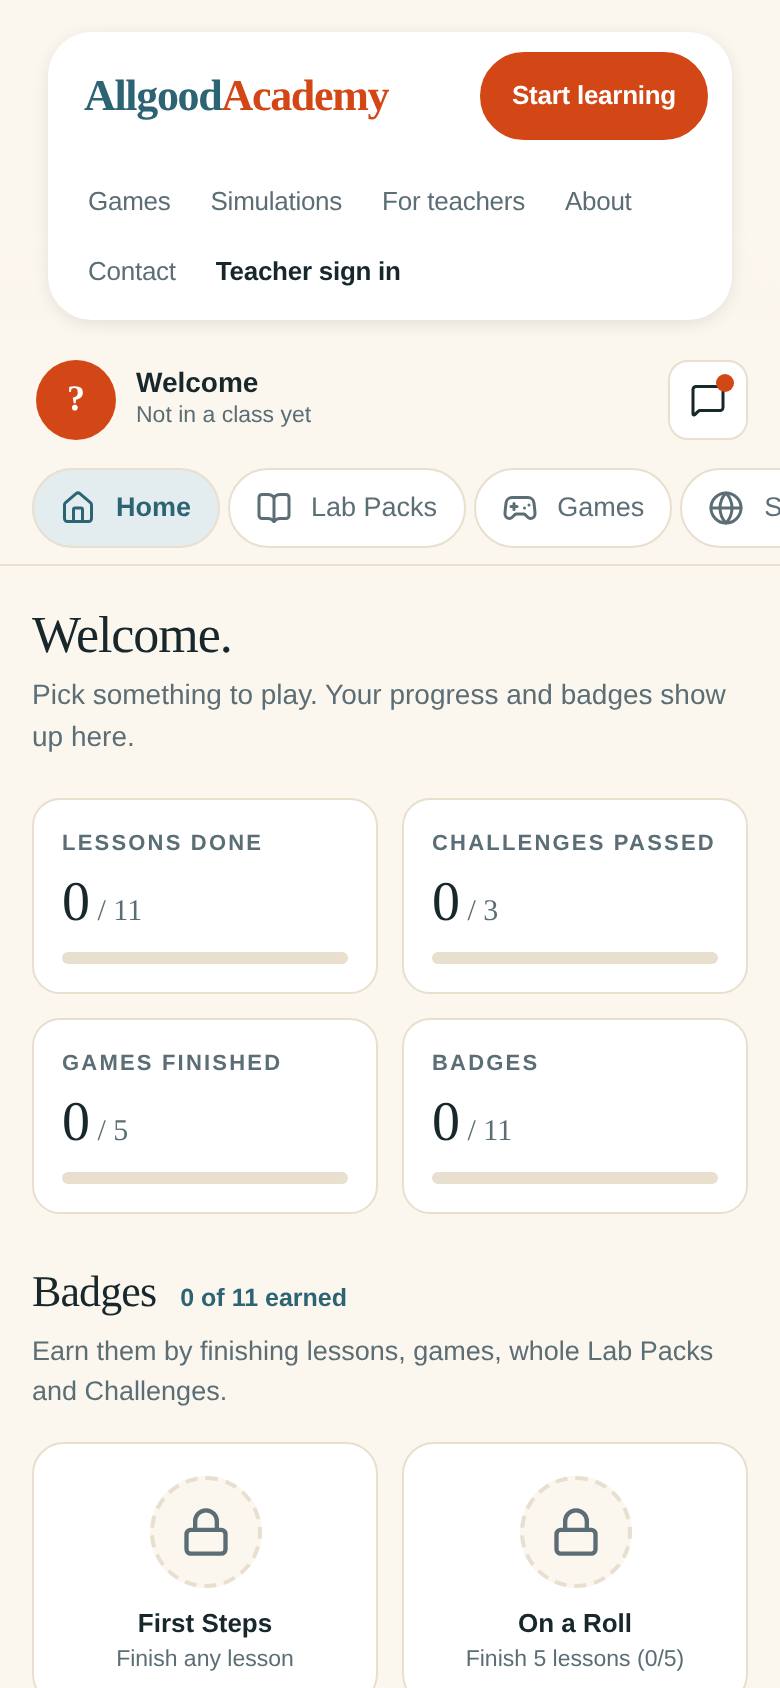 AllgoodAcademy
Start learning
Games Simulations For teachers About
Contact Teacher sign in
?
Welcome
Not in a class yet
Home Lab Packs Games S
Welcome.
Pick something to play. Your progress and badges show
up here.
LESSONS DONE
0 / 11
CHALLENGES PASSED
0 / 3
GAMES FINISHED
0 / 5
BADGES
0 / 11
Badges 0 of 11 earned
Earn them by finishing lessons, games, whole Lab Packs
and Challenges.
First Steps
Finish any lesson
On a Roll
Finish 5 lessons (0/5)